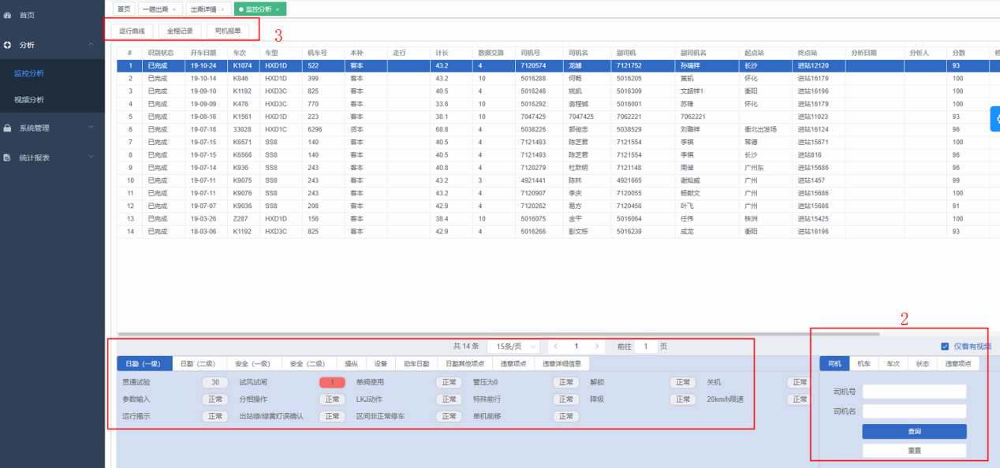 首页
分析
监控分析
视频分析
系统管理
统计报表
首页 一趟出乘 × 出乘详情 × 监控分析 ×
运行曲线 全程记录 司机报单
3
# 识别状态 开车日期 车次 车型 机车号 本补 走行 计长 数据交路 司机号 司机名 副司机 副司机名 起点站 终点站 分析日期 分析人 分数
1 已完成 19-10-24 K1074 HXD1D 522 客本 43.2 4 7120574 龙婧 7121752 孙瑞祥 长沙 进站12120 93
2 已完成 19-10-14 K846 HXD1D 399 客本 43.2 10 5016288 何畅 5016205 黄凯 怀化 进站16179 100
3 已完成 19-09-10 K1192 HXD3C 825 客本 40.5 4 5016246 姚凯 5016309 文皓祥1 衡阳 进站16196 96
4 已完成 19-09-09 K476 HXD3C 770 客本 33.6 10 5016292 翁程斌 5016001 苏隆 怀化 进站16179 100
5 已完成 19-08-16 K1561 HXD1D 223 客本 38.1 10 7047425 7047425 7062221 7062221 进站11023 93
6 已完成 19-07-18 33028 HXD1C 6296 货本 68.8 4 5038226 郭俊忠 5038529 刘璐祥 衡北出发场 进站16124 96
7 已完成 19-07-15 K6571 SS8 140 客本 40.5 4 7121493 陈芝君 7121554 李祺 常德 进站15671 100
8 已完成 19-07-15 K6566 SS8 140 客本 40.5 4 7121493 陈芝君 7121554 李祺 长沙 进站816 96
9 已完成 19-07-14 K936 SS8 243 客本 40.8 4 7120279 杜跃明 7121148 周倬 广州东 进站15686 96
10 已完成 19-07-11 K9075 SS8 243 客本 43.2 3 4921441 陈林 4921665 谢灿威 广州 进站1457 99
11 已完成 19-07-11 K9076 SS8 243 客本 43.2 4 7120907 李庆 7120055 杨献文 广州 进站15686 100
12 已完成 19-07-07 K9036 SS8 208 客本 42.9 4 7120262 易方 7120456 叶飞 广州 进站15686 91
13 已完成 19-03-26 Z287 HXD1D 156 客本 38.4 10 5016075 金平 5016064 任伟 株洲 进站15425 100
14 已完成 18-03-06 K1192 HXD3C 825 客本 42.9 4 5016266 彭文栋 5016239 成龙 衡阳 进站16196 93
2
共 14 条 15条/页 < 1 > 前往 1 页 仅看有视频
日勤（一级） 日勤（二级） 安全（一级） 安全（二级） 操纵 设备 动车日勤 日勤其他项点 违章项点 违章详细信息
贯通试验 30 试风试闸 1 单阀使用 正常 管压为0 正常 解锁 正常 关机 正常
参数输入 正常 分相操作 正常 LKJ动作 正常 特殊前行 正常 降级 正常 20km/h限速 正常
运行揭示 正常 出站绿/绿黄灯误确认 正常 区间非正常停车 正常 单机前移 正常
司机 机车 车次 状态 违章项点
司机号
司机名
查询
重置